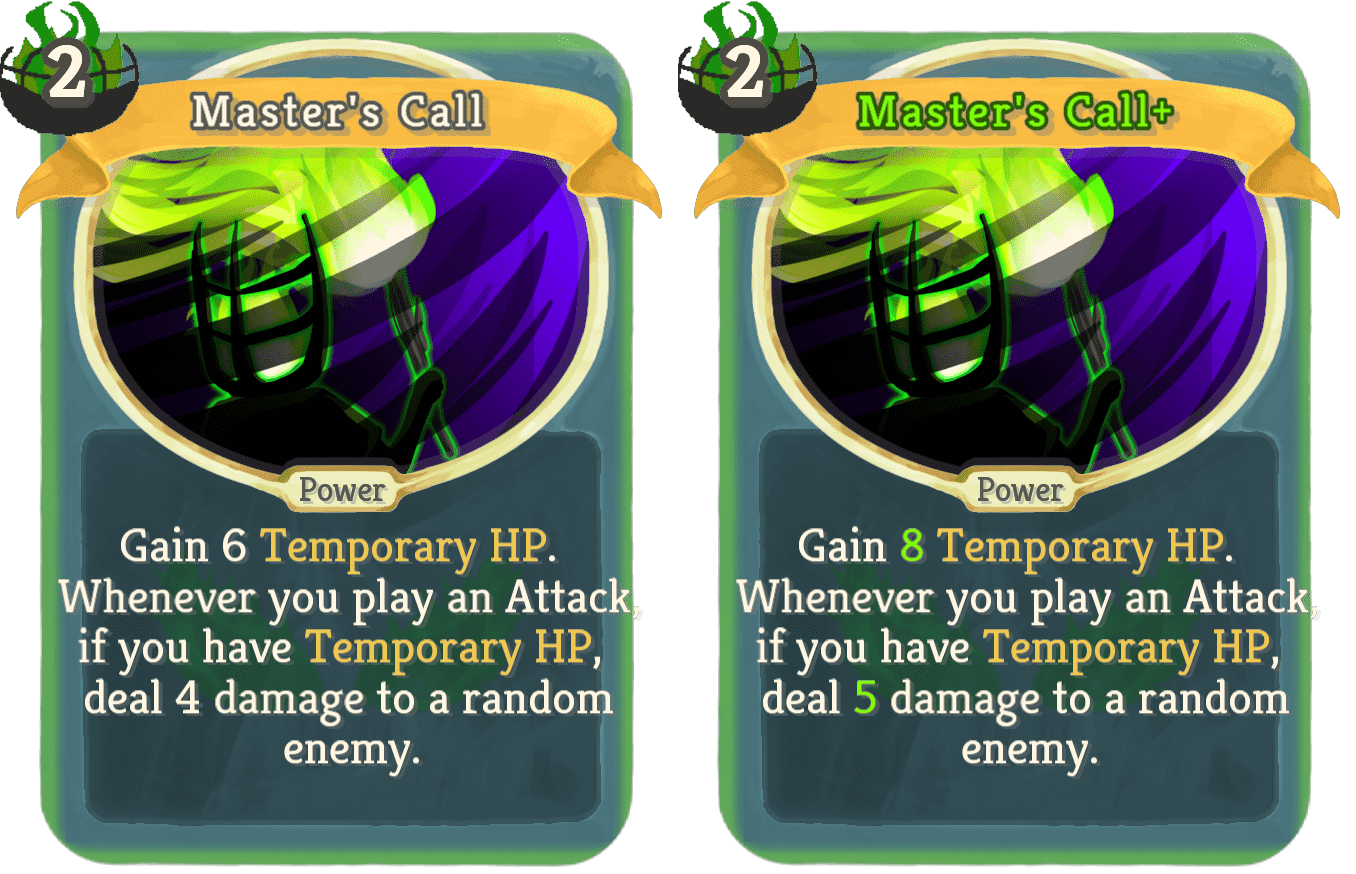 2
Master's Call
Power
Gain 6 Temporary HP.
Whenever you play an Attack,
if you have Temporary HP,
deal 4 damage to a random
enemy.
2
Master's Call+
Power
Gain 8 Temporary HP.
Whenever you play an Attack,
if you have Temporary HP,
deal 5 damage to a random
enemy.